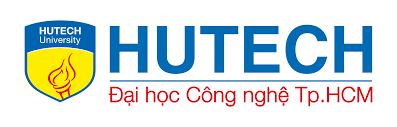 HUTECH
University
HUTECH
Đại học Công nghệ Tp.HCM